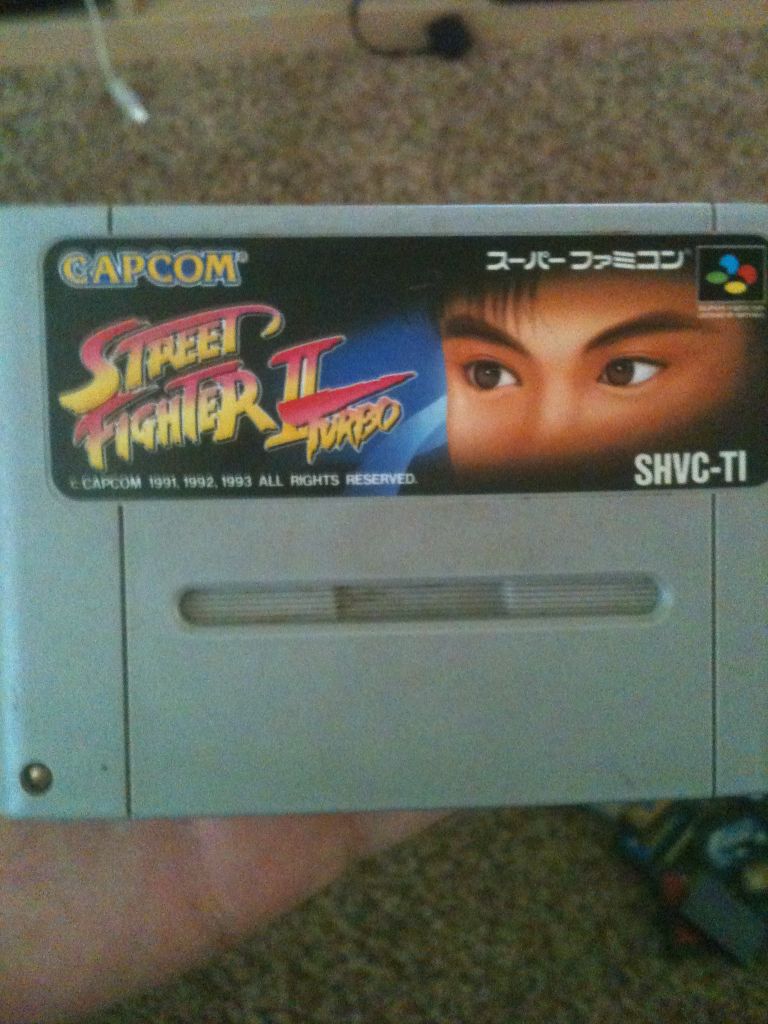 CAPCOM
スーパーファミコン
STREET
FIGHTER II
TURBO
© CAPCOM 1991, 1992, 1993 ALL RIGHTS RESERVED.
SHVC-TI